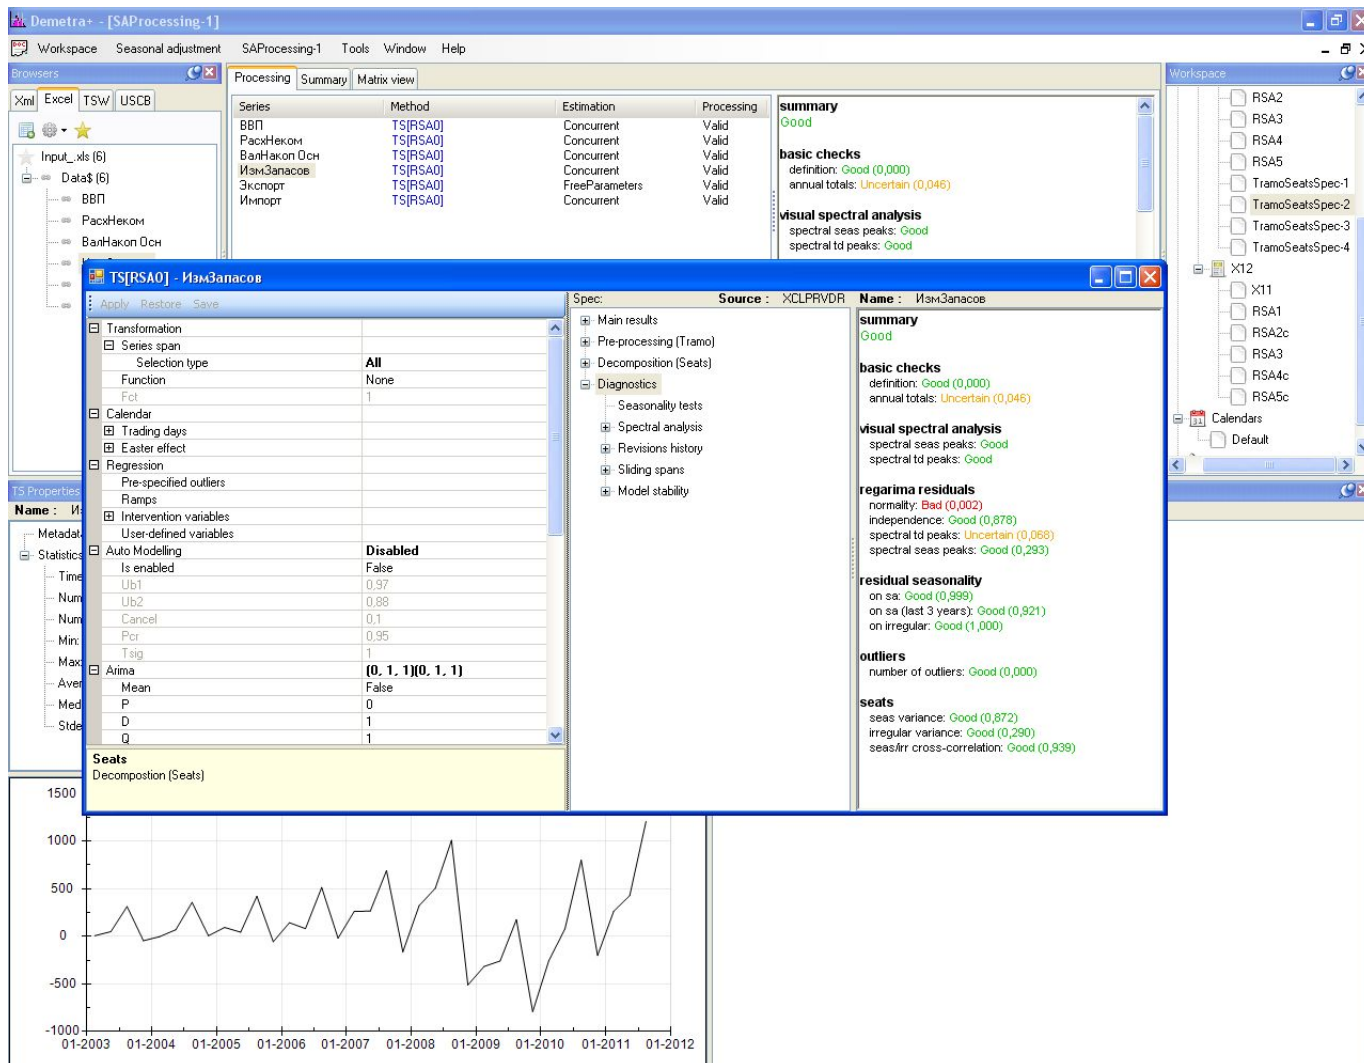 Demetra+ - [SAProcessing-1]
Workspace Seasonal adjustment SAProcessing-1 Tools Window Help
Browsers
Xml Excel TSW USCB
Input_.xls (6)
Data$ (6)
ВВП
РасхНеком
ВалНакоп Осн
Processing Summary Matrix view
Series Method Estimation Processing
ВВП TS[RSA0] Concurrent Valid
РасхНеком TS[RSA0] Concurrent Valid
ВалНакоп Осн TS[RSA0] Concurrent Valid
ИзмЗапасов TS[RSA0] Concurrent Valid
Экспорт TS[RSA0] FreeParameters Valid
Импорт TS[RSA0] Concurrent Valid
summary
Good
basic checks
definition: Good (0,000)
annual totals: Uncertain (0,046)
visual spectral analysis
spectral seas peaks: Good
spectral td peaks: Good
Workspace
RSA2
RSA3
RSA4
RSA5
TramoSeatsSpec-1
TramoSeatsSpec-2
TramoSeatsSpec-3
TramoSeatsSpec-4
X12
X11
RSA1
RSA2c
RSA3
RSA4c
RSA5c
Calendars
Default
TS[RSA0] - ИзмЗапасов
Apply Restore Save
Transformation
Series span
Selection type All
Function None
Fct 1
Calendar
Trading days
Easter effect
Regression
Pre-specified outliers
Ramps
Intervention variables
User-defined variables
Auto Modelling Disabled
Is enabled False
Ub1 0,97
Ub2 0,88
Cancel 0,1
Pcr 0,95
Tsig 1
Arima (0, 1, 1)(0, 1, 1)
Mean False
P 0
D 1
Q 1
Seats
Decompostion (Seats)
Spec: Source : XCLPRVDR Name : ИзмЗапасов
Main results
Pre-processing (Tramo)
Decomposition (Seats)
Diagnostics
Seasonality tests
Spectral analysis
Revisions history
Sliding spans
Model stability
summary
Good
basic checks
definition: Good (0,000)
annual totals: Uncertain (0,046)
visual spectral analysis
spectral seas peaks: Good
spectral td peaks: Good
regarima residuals
normality: Bad (0,002)
independence: Good (0,878)
spectral td peaks: Uncertain (0,068)
spectral seas peaks: Good (0,293)
residual seasonality
on sa: Good (0,999)
on sa (last 3 years): Good (0,921)
on irregular: Good (1,000)
outliers
number of outliers: Good (0,000)
seats
seas variance: Good (0,872)
irregular variance: Good (0,290)
seas/irr cross-correlation: Good (0,939)
TS Properties
Name :
Statistics
Time
Num
Num
Min:
Max:
Aver
Med
Stde
1500
1000
500
0
-500
-1000
01-2003 01-2004 01-2005 01-2006 01-2007 01-2008 01-2009 01-2010 01-2011 01-2012